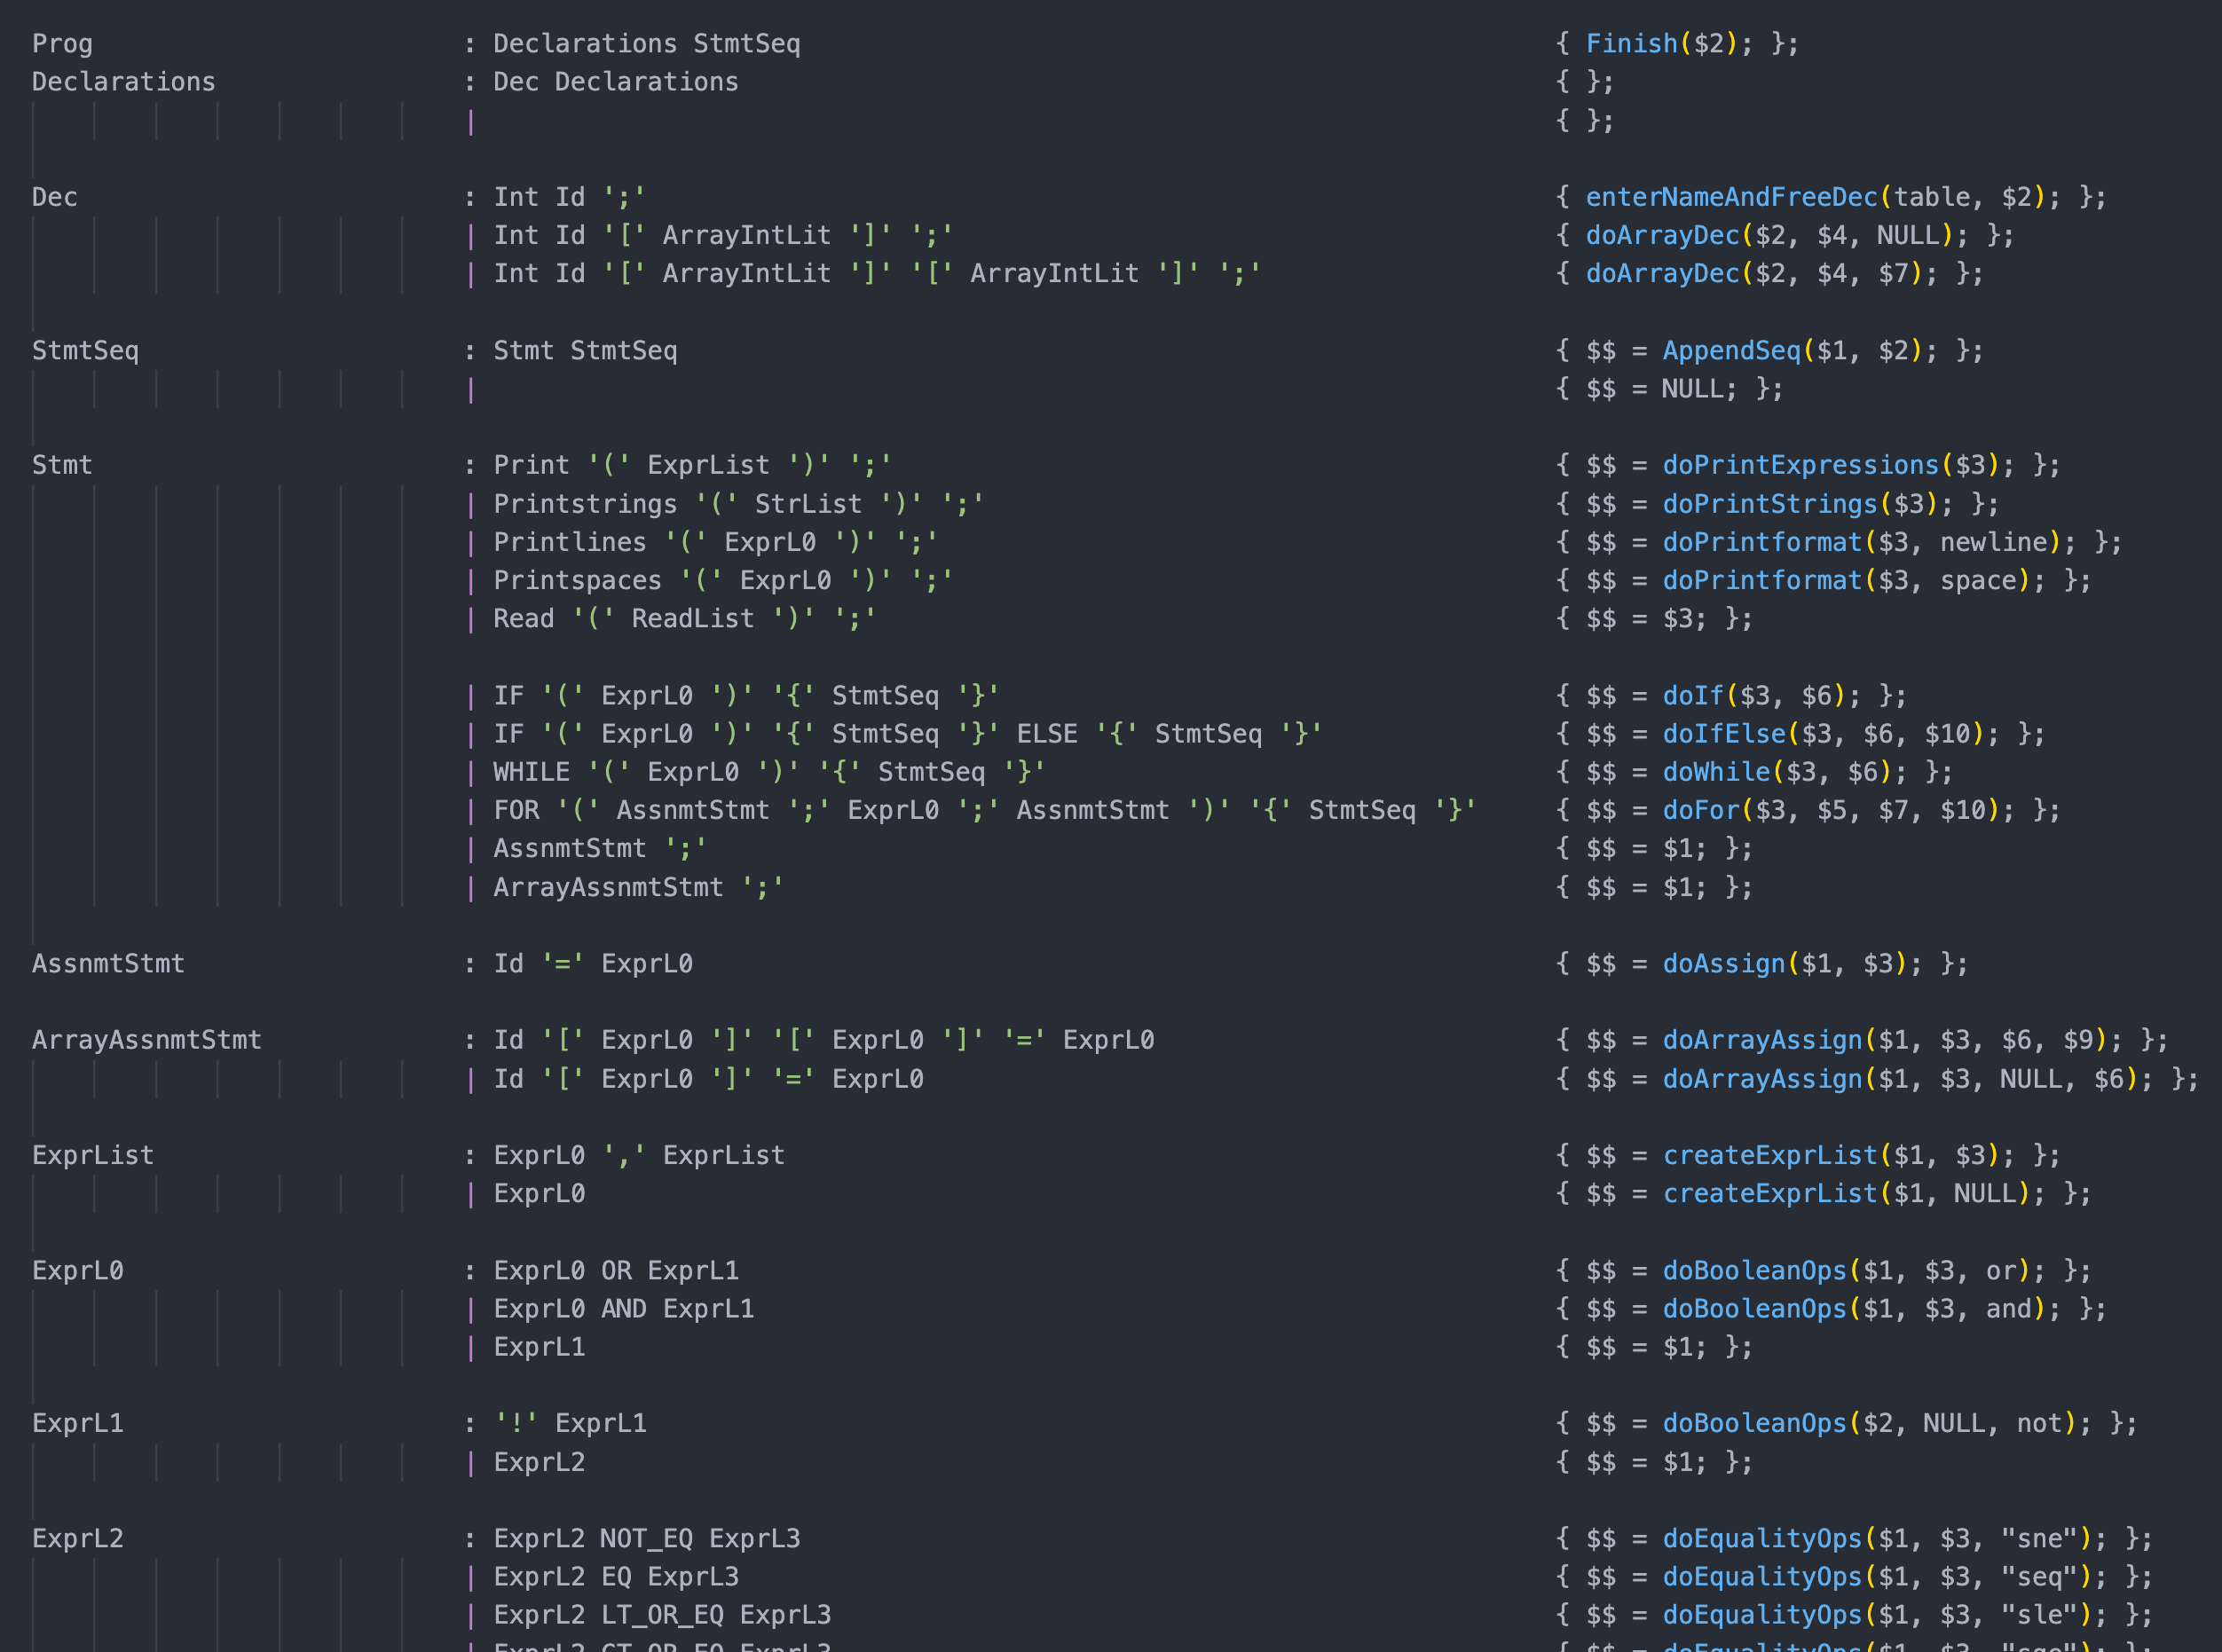 Prog : Declarations StmtSeq { Finish($2); };
Declarations : Dec Declarations { };
| { };
Dec : Int Id ';' { enterNameAndFreeDec(table, $2); };
| Int Id '[' ArrayIntLit ']' ';' { doArrayDec($2, $4, NULL); };
| Int Id '[' ArrayIntLit ']' '[' ArrayIntLit ']' ';' { doArrayDec($2, $4, $7); };
StmtSeq : Stmt StmtSeq { $$ = AppendSeq($1, $2); };
| { $$ = NULL; };
Stmt : Print '(' ExprList ')' ';' { $$ = doPrintExpressions($3); };
| Printstrings '(' StrList ')' ';' { $$ = doPrintStrings($3); };
| Printlines '(' ExprL0 ')' ';' { $$ = doPrintformat($3, newline); };
| Printspaces '(' ExprL0 ')' ';' { $$ = doPrintformat($3, space); };
| Read '(' ReadList ')' ';' { $$ = $3; };
| IF '(' ExprL0 ')' '{' StmtSeq '}' { $$ = doIf($3, $6); };
| IF '(' ExprL0 ')' '{' StmtSeq '}' ELSE '{' StmtSeq '}' { $$ = doIfElse($3, $6, $10); };
| WHILE '(' ExprL0 ')' '{' StmtSeq '}' { $$ = doWhile($3, $6); };
| FOR '(' AssnmtStmt ';' ExprL0 ';' AssnmtStmt ')' '{' StmtSeq '}' { $$ = doFor($3, $5, $7, $10); };
| AssnmtStmt ';' { $$ = $1; };
| ArrayAssnmtStmt ';' { $$ = $1; };
AssnmtStmt : Id '=' ExprL0 { $$ = doAssign($1, $3); };
ArrayAssnmtStmt : Id '[' ExprL0 ']' '[' ExprL0 ']' '=' ExprL0 { $$ = doArrayAssign($1, $3, $6, $9); };
| Id '[' ExprL0 ']' '=' ExprL0 { $$ = doArrayAssign($1, $3, NULL, $6); };
ExprList : ExprL0 ',' ExprList { $$ = createExprList($1, $3); };
| ExprL0 { $$ = createExprList($1, NULL); };
ExprL0 : ExprL0 OR ExprL1 { $$ = doBooleanOps($1, $3, or); };
| ExprL0 AND ExprL1 { $$ = doBooleanOps($1, $3, and); };
| ExprL1 { $$ = $1; };
ExprL1 : '!' ExprL1 { $$ = doBooleanOps($2, NULL, not); };
| ExprL2 { $$ = $1; };
ExprL2 : ExprL2 NOT_EQ ExprL3 { $$ = doEqualityOps($1, $3, "sne"); };
| ExprL2 EQ ExprL3 { $$ = doEqualityOps($1, $3, "seq"); };
| ExprL2 LT_OR_EQ ExprL3 { $$ = doEqualityOps($1, $3, "sle"); };
| ExprL2 GT_OR_EQ ExprL3 { $$ = doEqualityOps($1, $3, "sge"); };